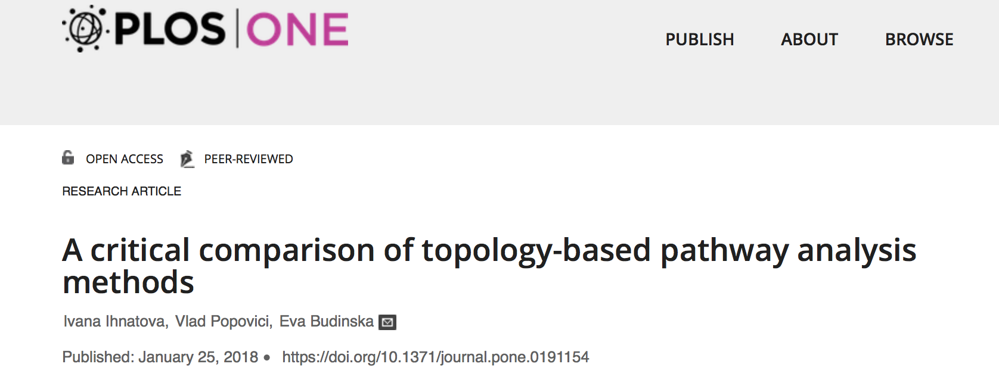 PLOS | ONE
PUBLISH ABOUT BROWSE
OPEN ACCESS PEER-REVIEWED
RESEARCH ARTICLE
A critical comparison of topology-based pathway analysis
methods
Ivana Ihnatova, Vlad Popovici, Eva Budinska
Published: January 25, 2018 • https://doi.org/10.1371/journal.pone.0191154